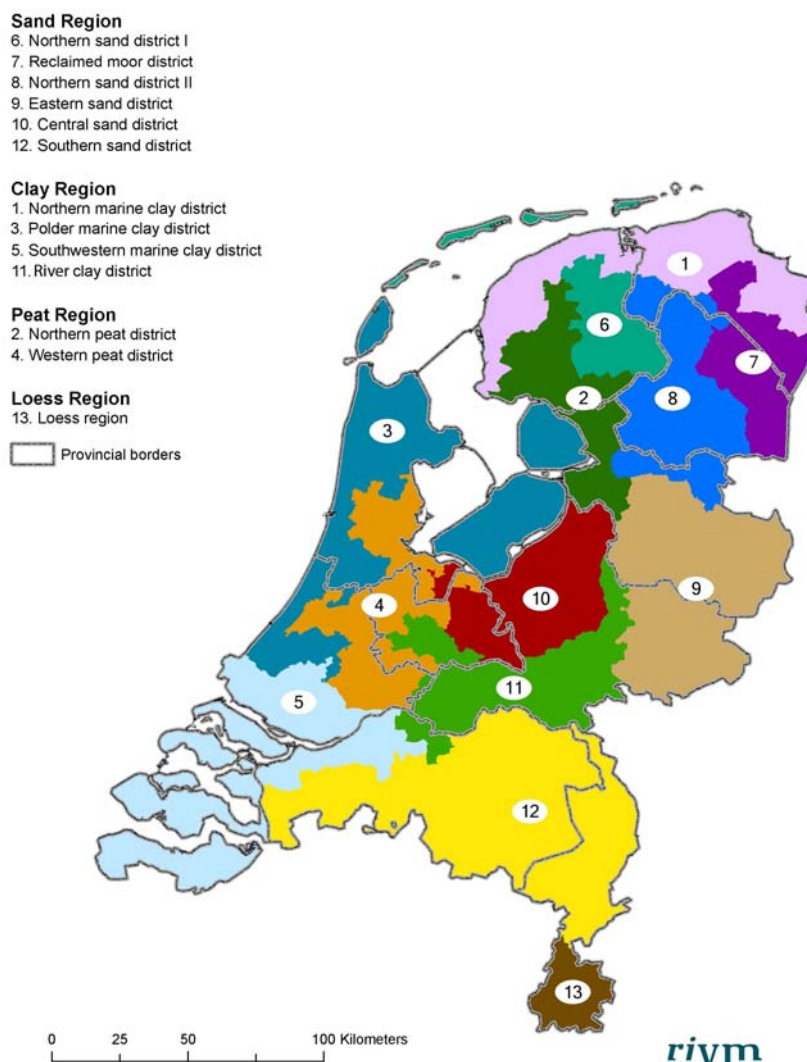 Sand Region
6. Northern sand district I
7. Reclaimed moor district
8. Northern sand district II
9. Eastern sand district
10. Central sand district
12. Southern sand district
Clay Region
1. Northern marine clay district
3. Polder marine clay district
5. Southwestern marine clay district
11. River clay district
Peat Region
2. Northern peat district
4. Western peat district
Loess Region
13. Loess region
Provincial borders
1
6
7
2
8
3
4
10
9
11
5
12
13
0 25 50 100 Kilometers
rivm